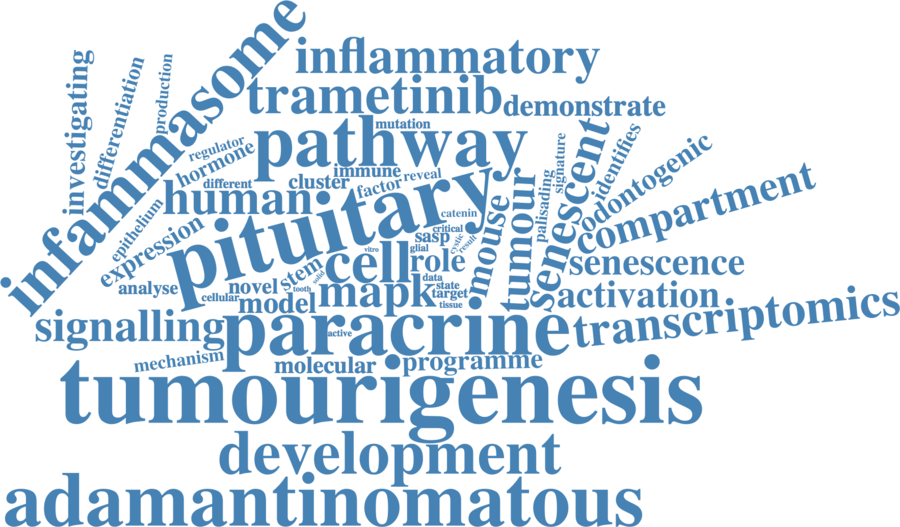 infammasome
inflammatory
investigating
differentiation
production
trametinib
demonstrate
mutation
pathway
regulator
hormone
immune
reveal
different
cluster
factor
human
pituitary
catenin
critical
cystic
result
sasp
glial
mouse
tumour
palisading
signature
senescent
identifies
odontogenic
compartment
epithelium
expression
analyse
cellular
novel
stem
tooth
solid
vitro
cell
role
data
state
target
tissue
model
mapk
senescence
activation
signalling
paracrine
active
transcriptomics
mechanism
molecular
programme
tumourigenesis
development
adamantinomatous